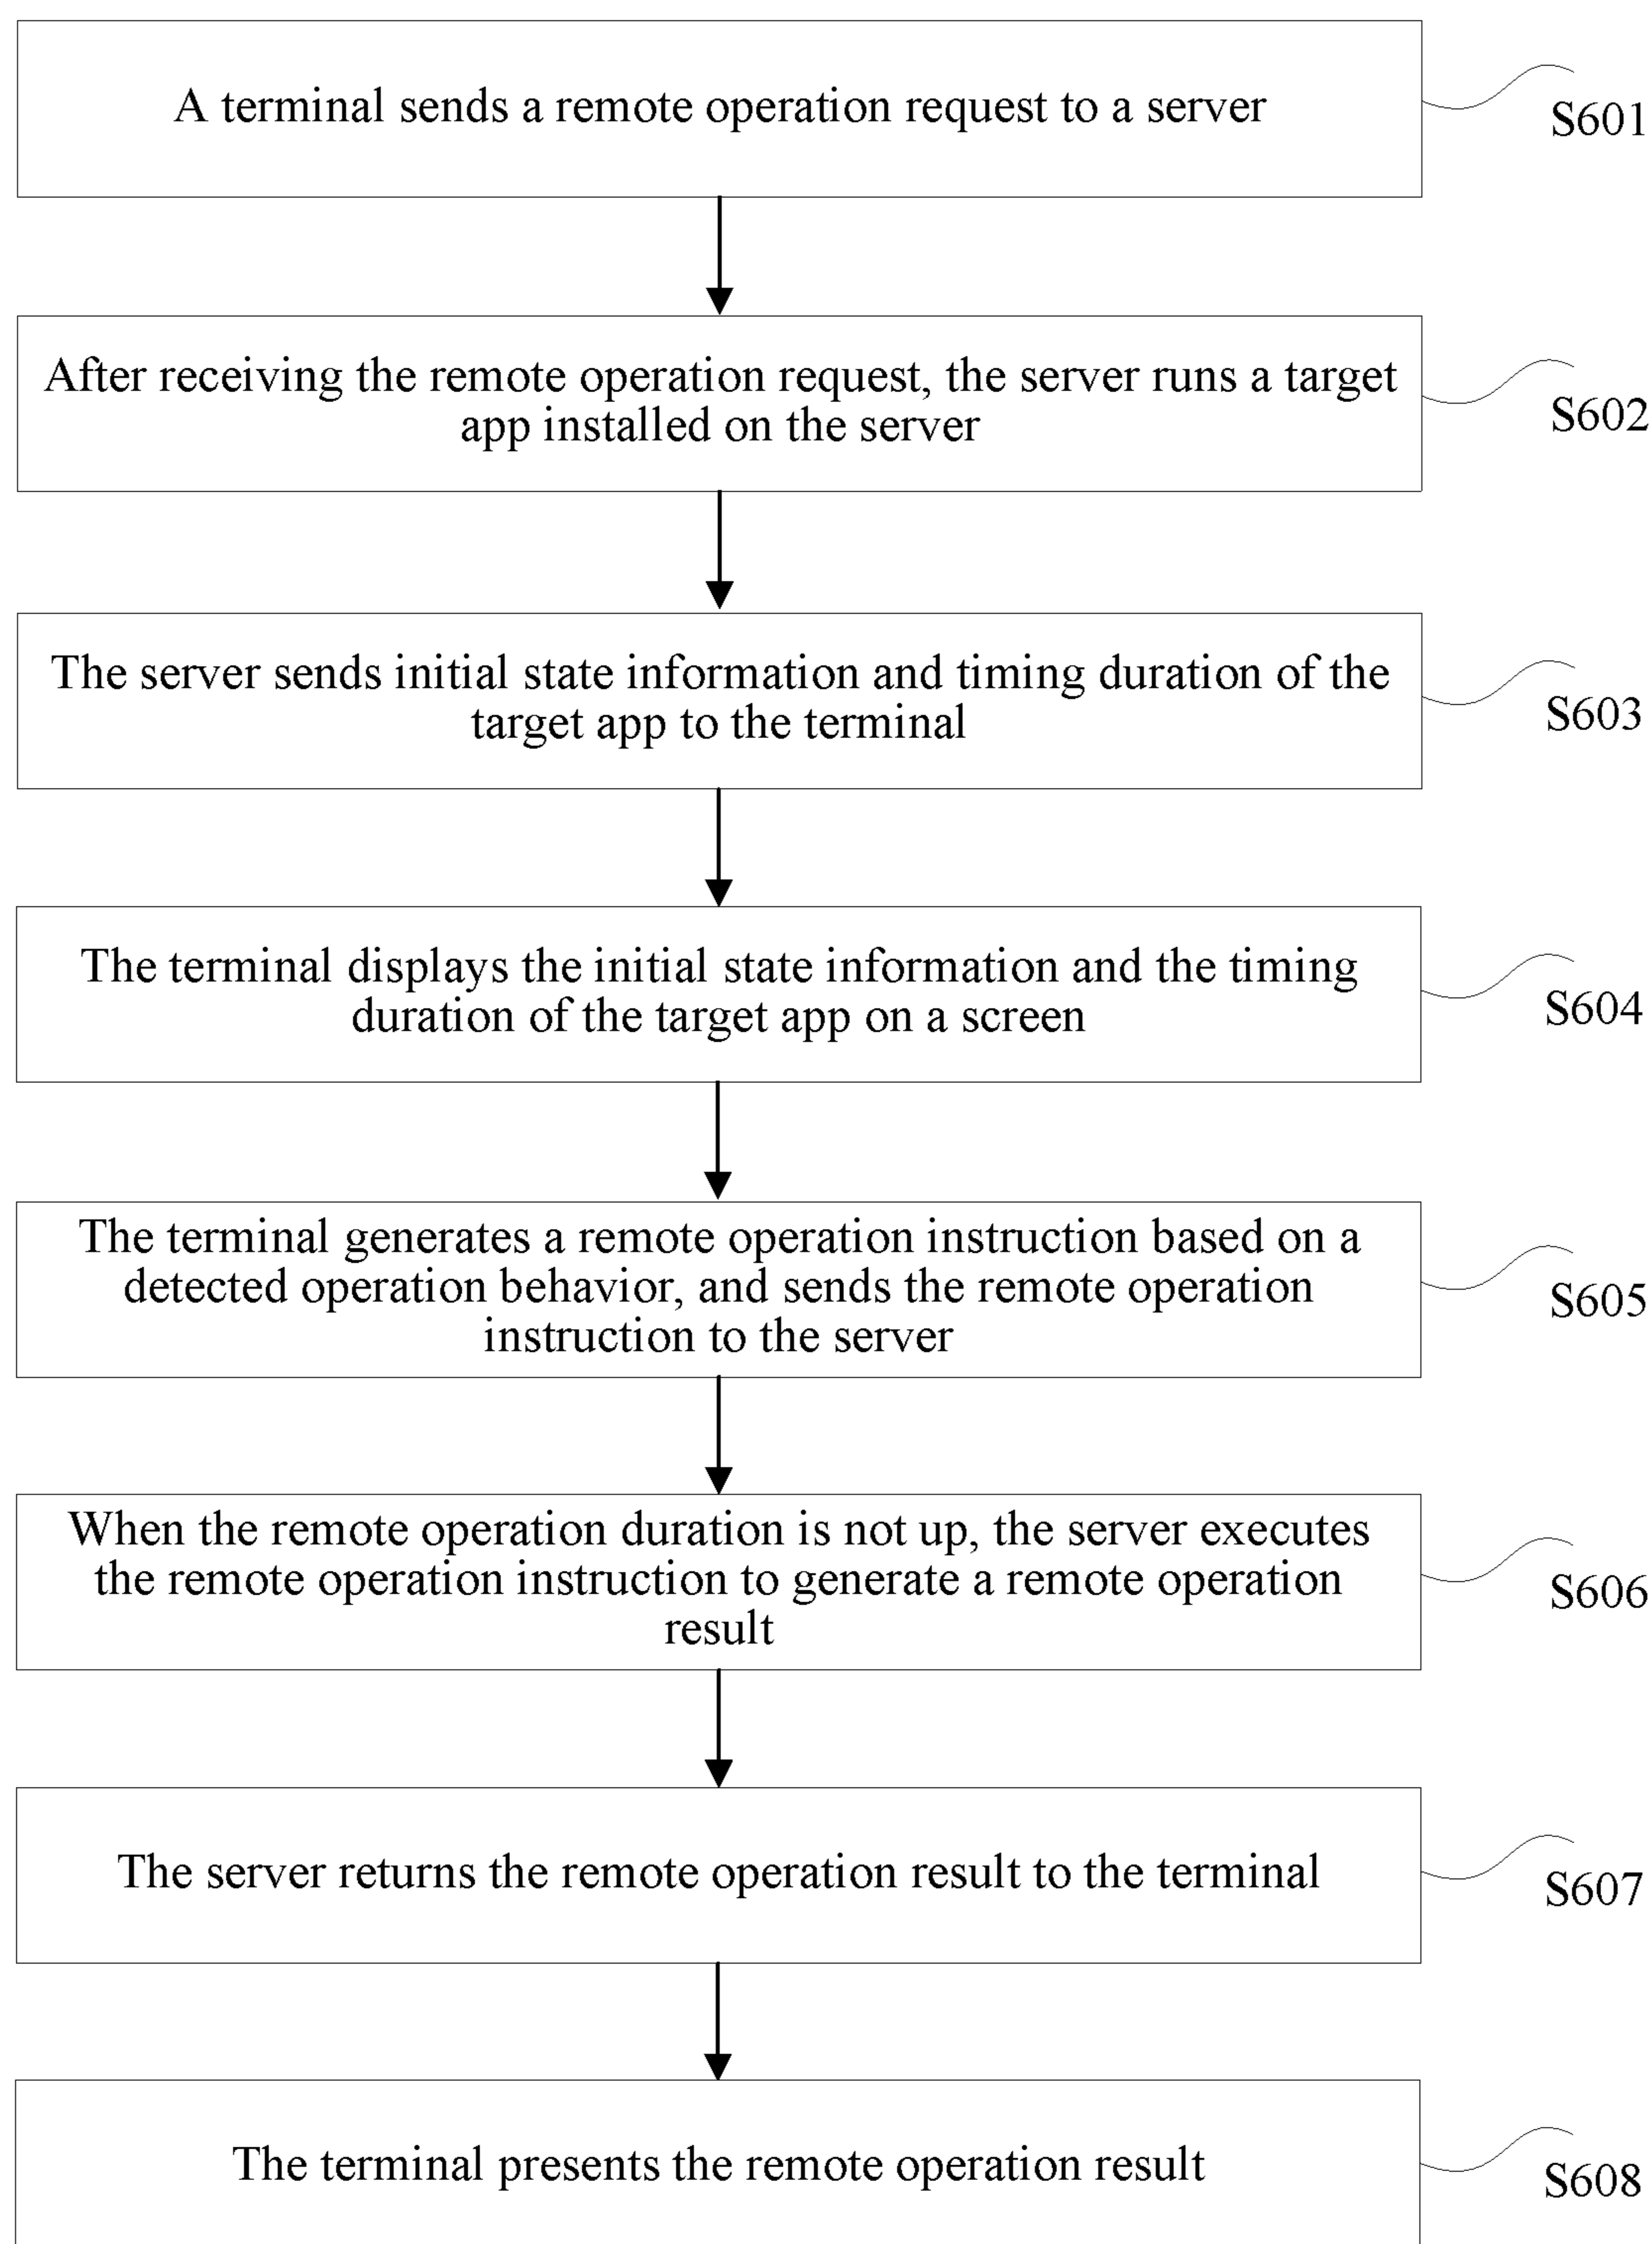 A terminal sends a remote operation request to a server
S601
After receiving the remote operation request, the server runs a target
app installed on the server
S602
The server sends initial state information and timing duration of the
target app to the terminal
S603
The terminal displays the initial state information and the timing
duration of the target app on a screen
S604
The terminal generates a remote operation instruction based on a
detected operation behavior, and sends the remote operation
instruction to the server
S605
When the remote operation duration is not up, the server executes
the remote operation instruction to generate a remote operation
result
S606
The server returns the remote operation result to the terminal
S607
The terminal presents the remote operation result
S608